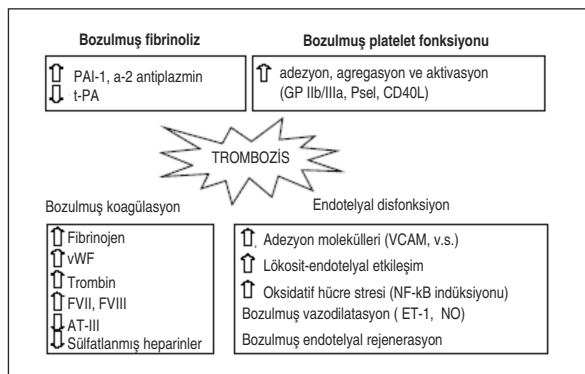 Bozulmuş fibrinoliz
PAI-1, a-2 antiplazmin
t-PA
Bozulmuş platelet fonksiyonu
adezyon, agregasyon ve aktivasyon
(GP IIb/IIIa, Psel, CD40L)
TROMBOZİS
Bozulmuş koagülasyon
Fibrinojen
vWF
Trombin
FVII, FVIII
AT-III
Sülfatlanmış heparinler
Endotelyal disfonksiyon
Adezyon molekülleri (VCAM, v.s.)
Lökosit-endotelyal etkileşim
Oksidatif hücre stresi (NF-kB indüksiyonu)
Bozulmuş vazodilatasyon ( ET-1, NO)
Bozulmuş endotelyal rejenerasyon